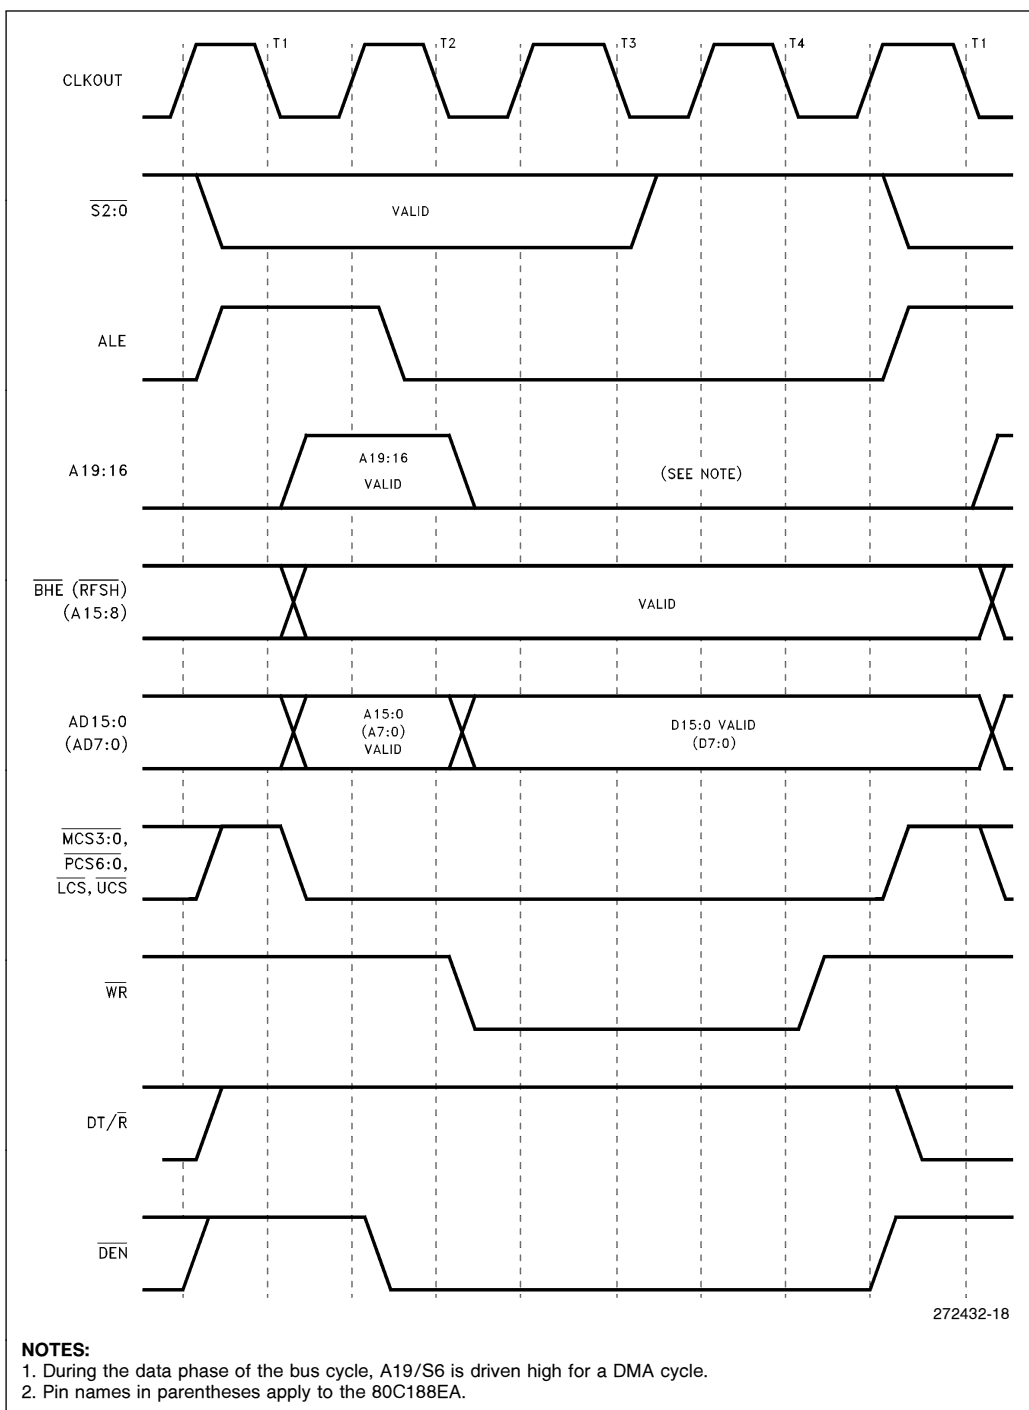 T1 T2 T3 T4 T1
CLKOUT
S2:0
VALID
ALE
A19:16
A19:16
VALID
(SEE NOTE)
BHE (RFSH)
(A15:8)
VALID
AD15:0
(AD7:0)
A15:0
(A7:0)
VALID
D15:0 VALID
(D7:0)
MCS3:0,
PCS6:0,
LCS, UCS
WR
DT/R
DEN
272432-18
NOTES:
1. During the data phase of the bus cycle, A19/S6 is driven high for a DMA cycle.
2. Pin names in parentheses apply to the 80C188EA.